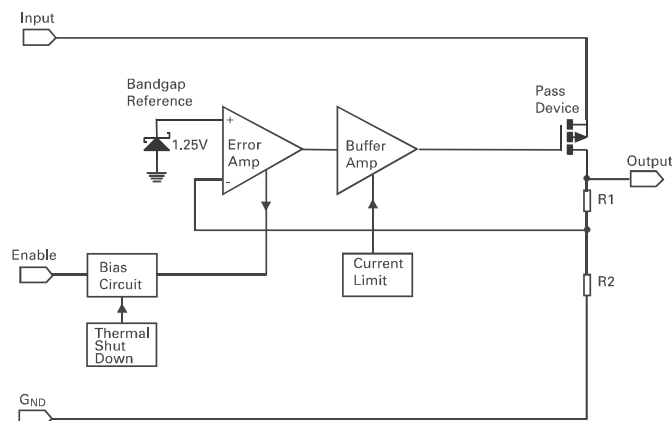 Input
Bandgap
Reference
1.25V
+
-
Error
Amp
Buffer
Amp
Pass
Device
Output
R1
Enable
Bias
Circuit
Current
Limit
R2
Thermal
Shut
Down
GND